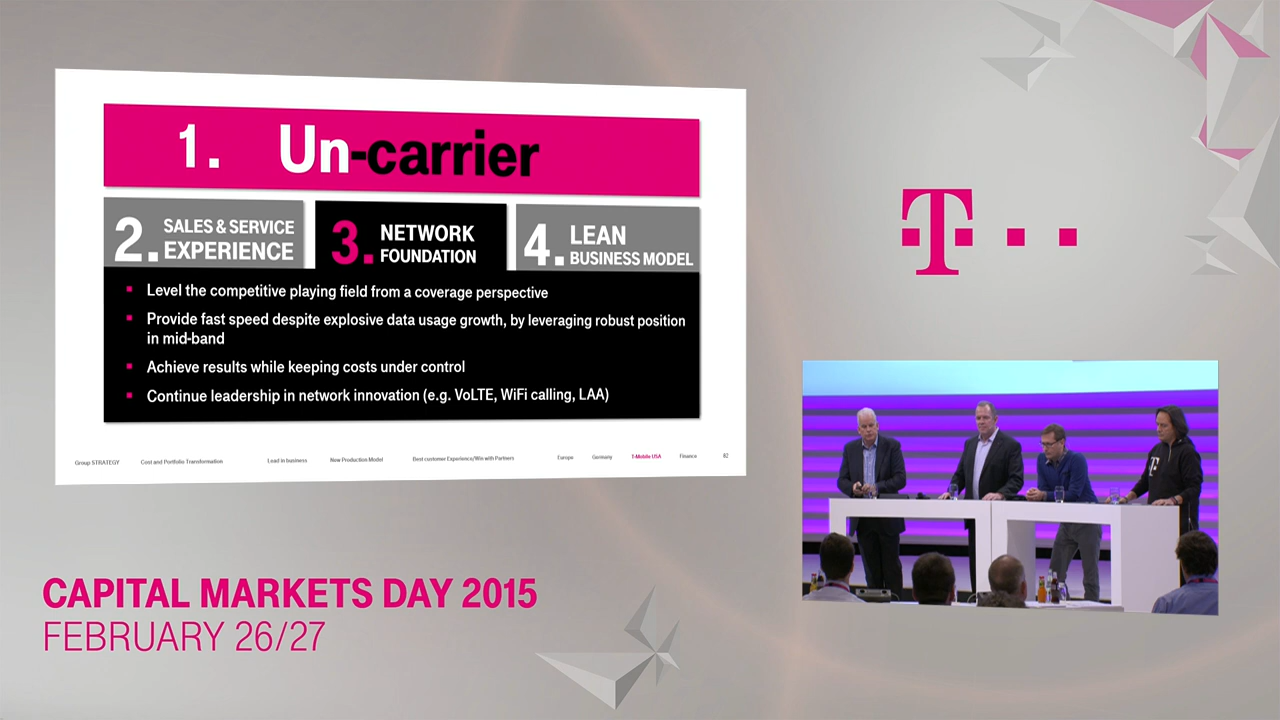 1. Un-carrier
2. SALES & SERVICE
EXPERIENCE
3. NETWORK
FOUNDATION
4. LEAN
BUSINESS MODEL
Level the competitive playing field from a coverage perspective
Provide fast speed despite explosive data usage growth, by leveraging robust position
in mid-band
Achieve results while keeping costs under control
Continue leadership in network innovation (e.g. VoLTE, WiFi calling, LAA)
Group STRATEGY Cost and Portfolio Transformation Lead in business New Production Model Best customer Experience/Win with Partners Europe Germany T-Mobile USA Finance 82
T
T
CAPITAL MARKETS DAY 2015
FEBRUARY 26/27